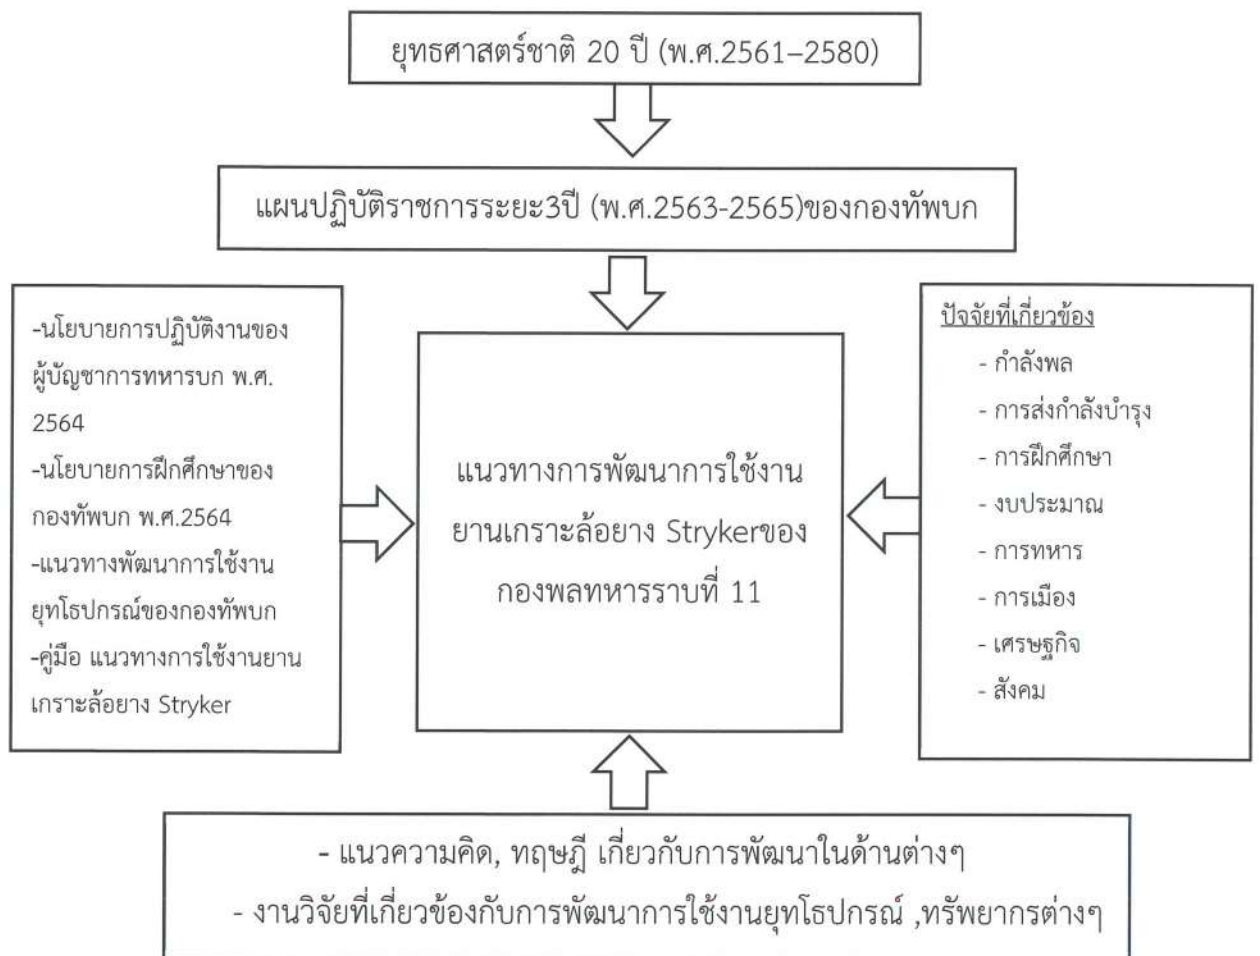 ยุทธศาสตร์ชาติ 20 ปี (พ.ศ.2561–2580)
แผนปฏิบัติราชการระยะ3ปี (พ.ศ.2563-2565)ของกองทัพบก
-นโยบายการปฏิบัติงานของ
ผู้บัญชาการทหารบก พ.ศ.
2564
-นโยบายการฝึกศึกษาของ
กองทัพบก พ.ศ.2564
-แนวทางพัฒนาการใช้งาน
ยุทโธปกรณ์ของกองทัพบก
-คู่มือ แนวทางการใช้งานยาน
เกราะล้อยาง Stryker
แนวทางการพัฒนาการใช้งาน
ยานเกราะล้อยาง Strykerของ
กองพลทหารราบที่ 11
ปัจจัยที่เกี่ยวข้อง
- กำลังพล
- การส่งกำลังบำรุง
- การฝึกศึกษา
- งบประมาณ
- การทหาร
- การเมือง
- เศรษฐกิจ
- สังคม
- แนวความคิด, ทฤษฎี เกี่ยวกับการพัฒนาในด้านต่างๆ
- งานวิจัยที่เกี่ยวข้องกับการพัฒนาการใช้งานยุทโธปกรณ์ ,ทรัพยากรต่างๆ